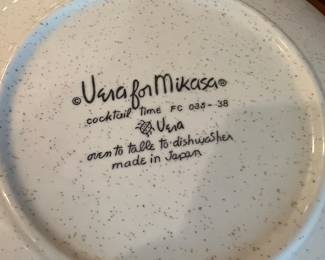 © Vera for Mikasa ®
cocktail time FC 035-38
Vera
oven to table to dishwasher
made in Japan